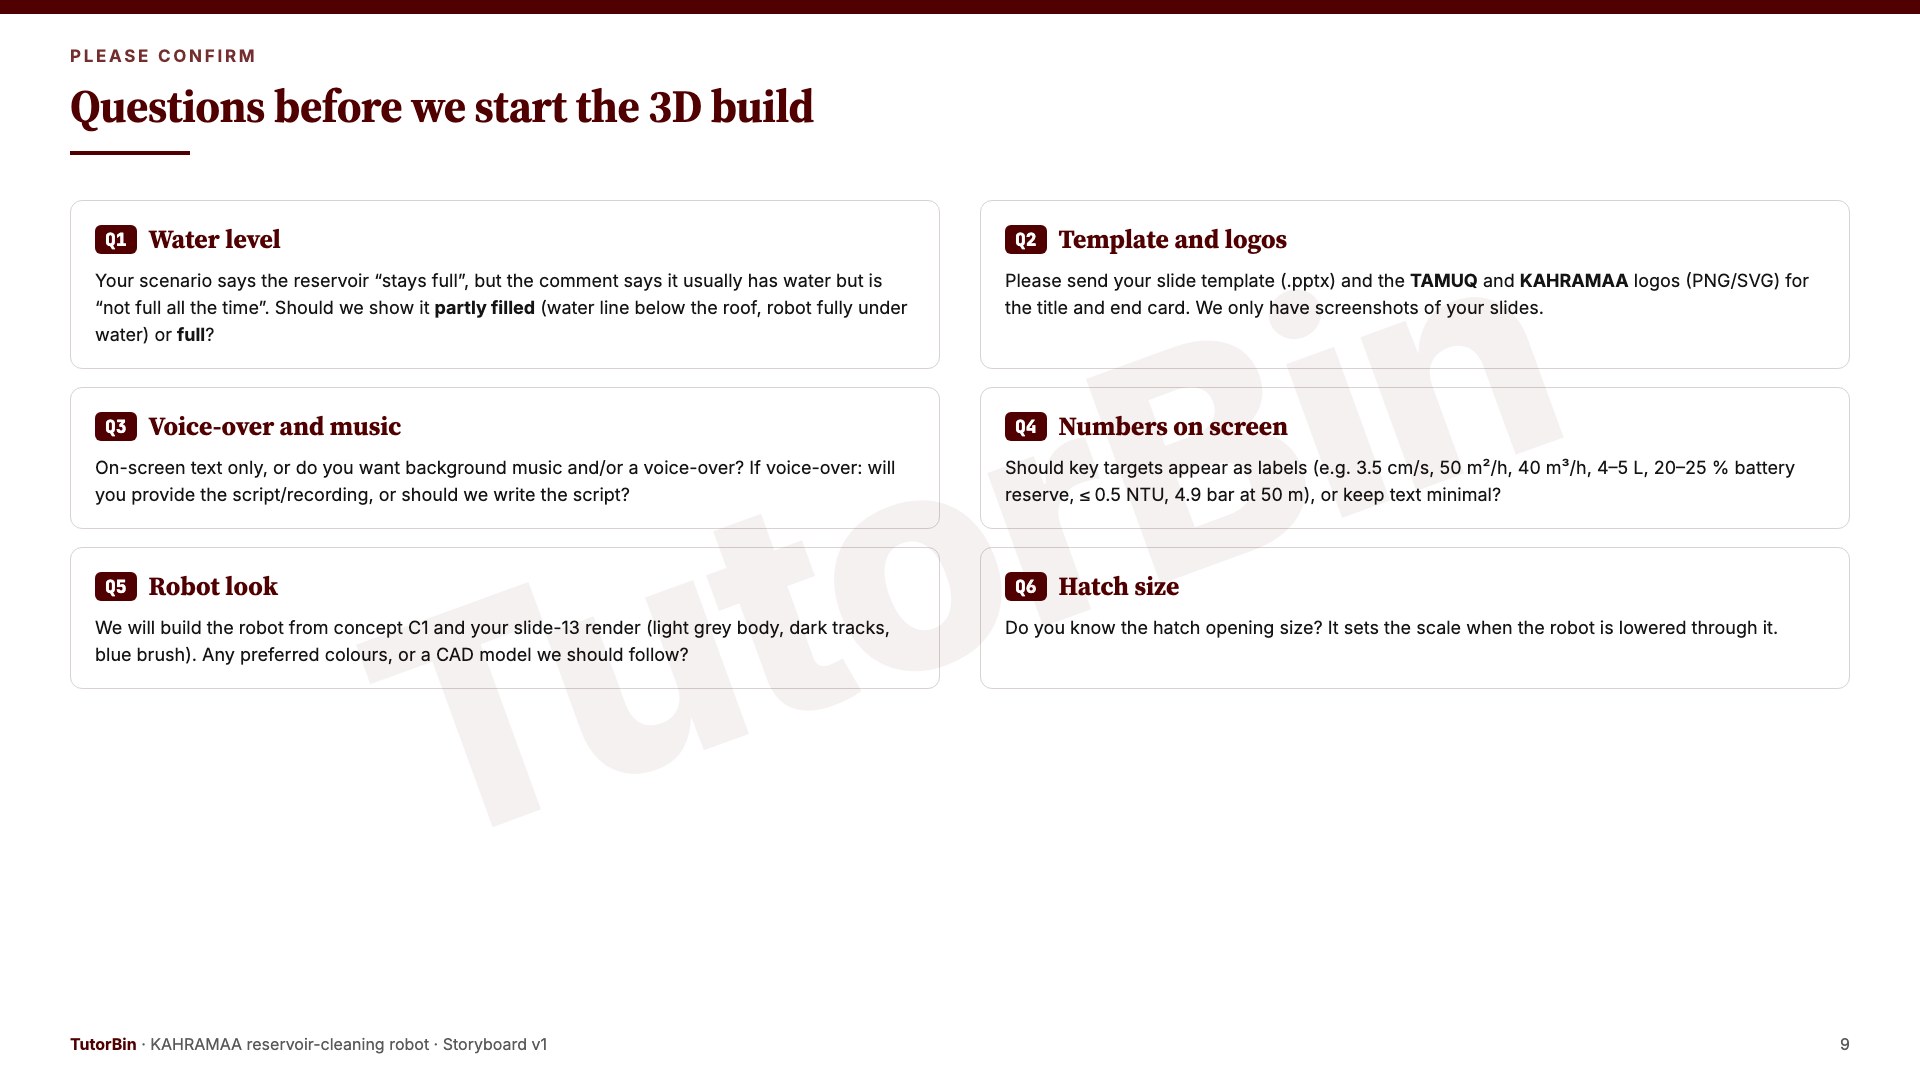 PLEASE CONFIRM
Questions before we start the 3D build
Q1 Water level
Your scenario says the reservoir “stays full”, but the comment says it usually has water but is
“not full all the time”. Should we show it partly filled (water line below the roof, robot fully under
water) or full?
Q2 Template and logos
Please send your slide template (.pptx) and the TAMUQ and KAHRAMAA logos (PNG/SVG) for
the title and end card. We only have screenshots of your slides.
Q3 Voice-over and music
On-screen text only, or do you want background music and/or a voice-over? If voice-over: will
you provide the script/recording, or should we write the script?
Q4 Numbers on screen
Should key targets appear as labels (e.g. 3.5 cm/s, 50 m²/h, 40 m³/h, 4–5 L, 20–25 % battery
reserve, ≤ 0.5 NTU, 4.9 bar at 50 m), or keep text minimal?
Q5 Robot look
We will build the robot from concept C1 and your slide-13 render (light grey body, dark tracks,
blue brush). Any preferred colours, or a CAD model we should follow?
Q6 Hatch size
Do you know the hatch opening size? It sets the scale when the robot is lowered through it.
TutorBin
TutorBin · KAHRAMAA reservoir-cleaning robot · Storyboard v1
9